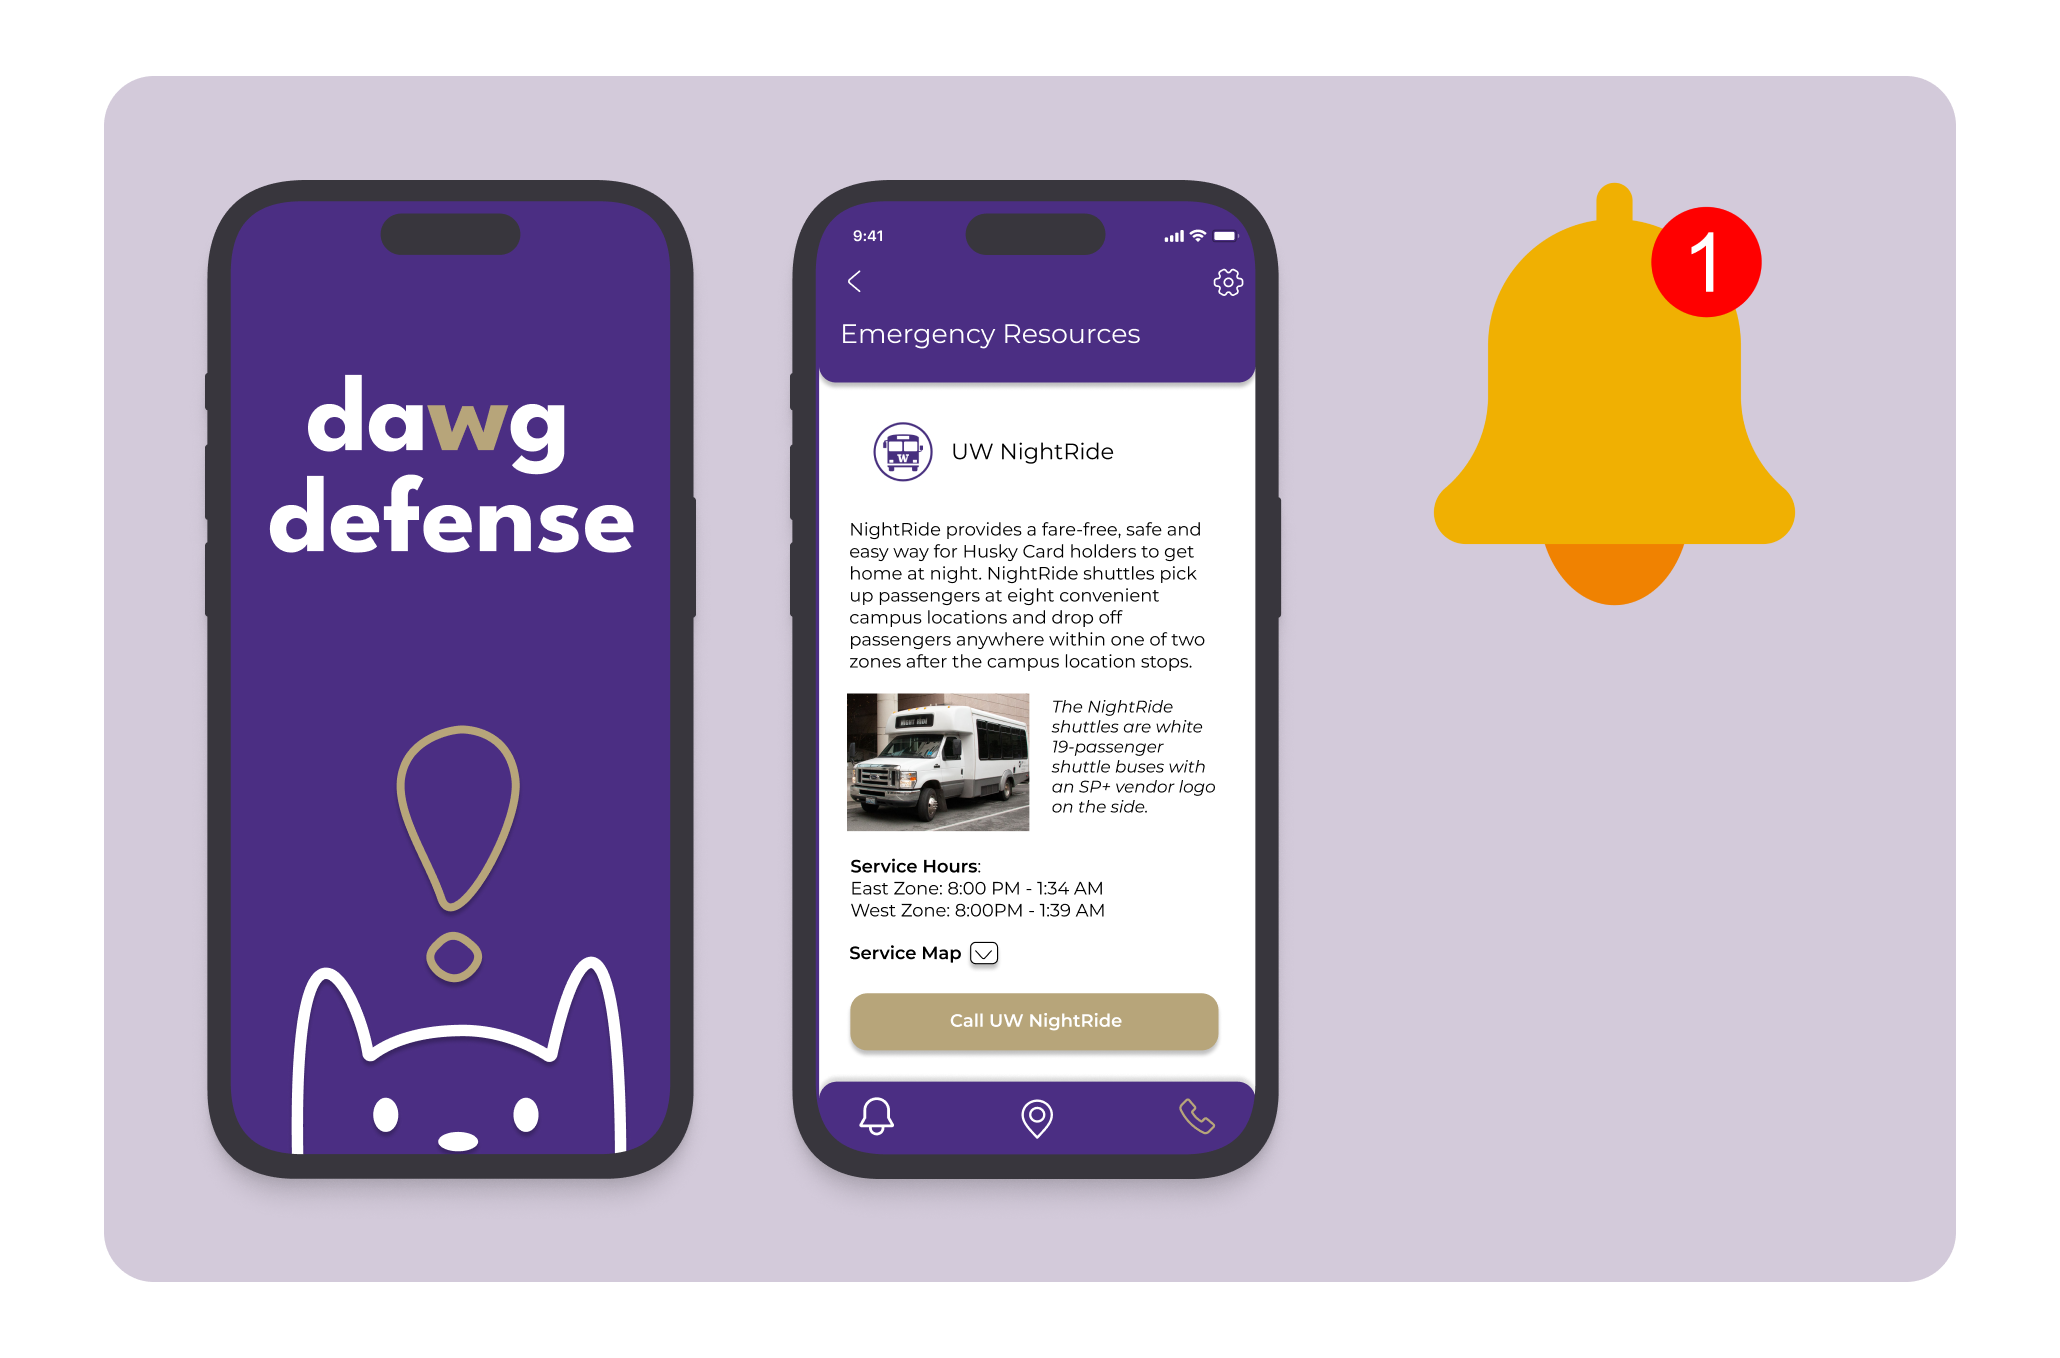 dawg
defense
9:41
Emergency Resources
W
UW NightRide
NightRide provides a fare-free, safe and
easy way for Husky Card holders to get
home at night. NightRide shuttles pick
up passengers at eight convenient
campus locations and drop off
passengers anywhere within one of two
zones after the campus location stops.
NIGHT RIDE
The NightRide
shuttles are white
19-passenger
shuttle buses with
an SP+ vendor logo
on the side.
Service Hours:
East Zone: 8:00 PM - 1:34 AM
West Zone: 8:00PM - 1:39 AM
Service Map
Call UW NightRide
1